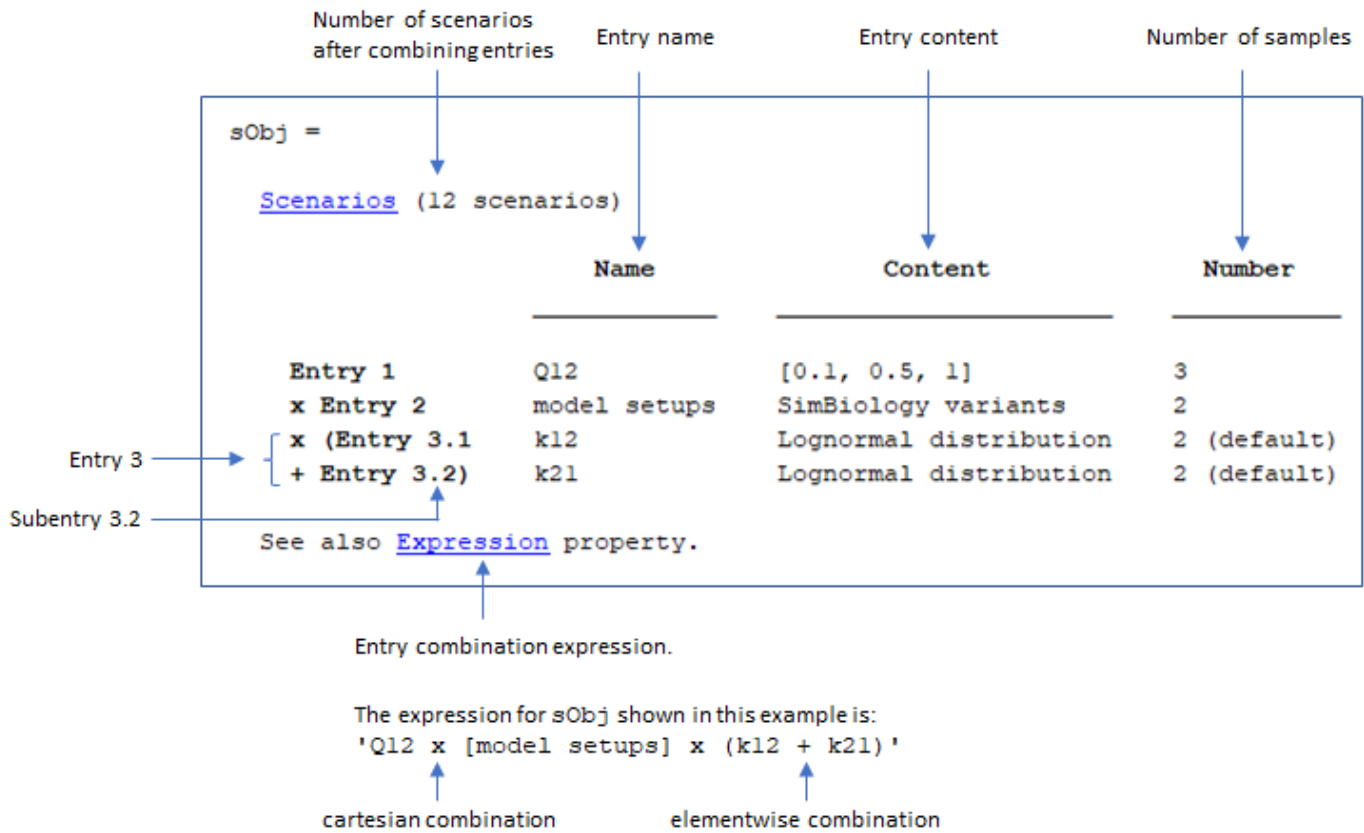 Number of scenarios
after combining entries
Entry name
Entry content
Number of samples
sObj =
Scenarios (12 scenarios)
Name Content Number
Entry 1 Q12 [0.1, 0.5, 1] 3
x Entry 2 model setups SimBiology variants 2
Entry 3
x (Entry 3.1 k12 Lognormal distribution 2 (default)
+ Entry 3.2) k21 Lognormal distribution 2 (default)
Subentry 3.2
See also Expression property.
Entry combination expression.
The expression for sObj shown in this example is:
'Q12 x [model setups] x (k12 + k21)'
cartesian combination
elementwise combination